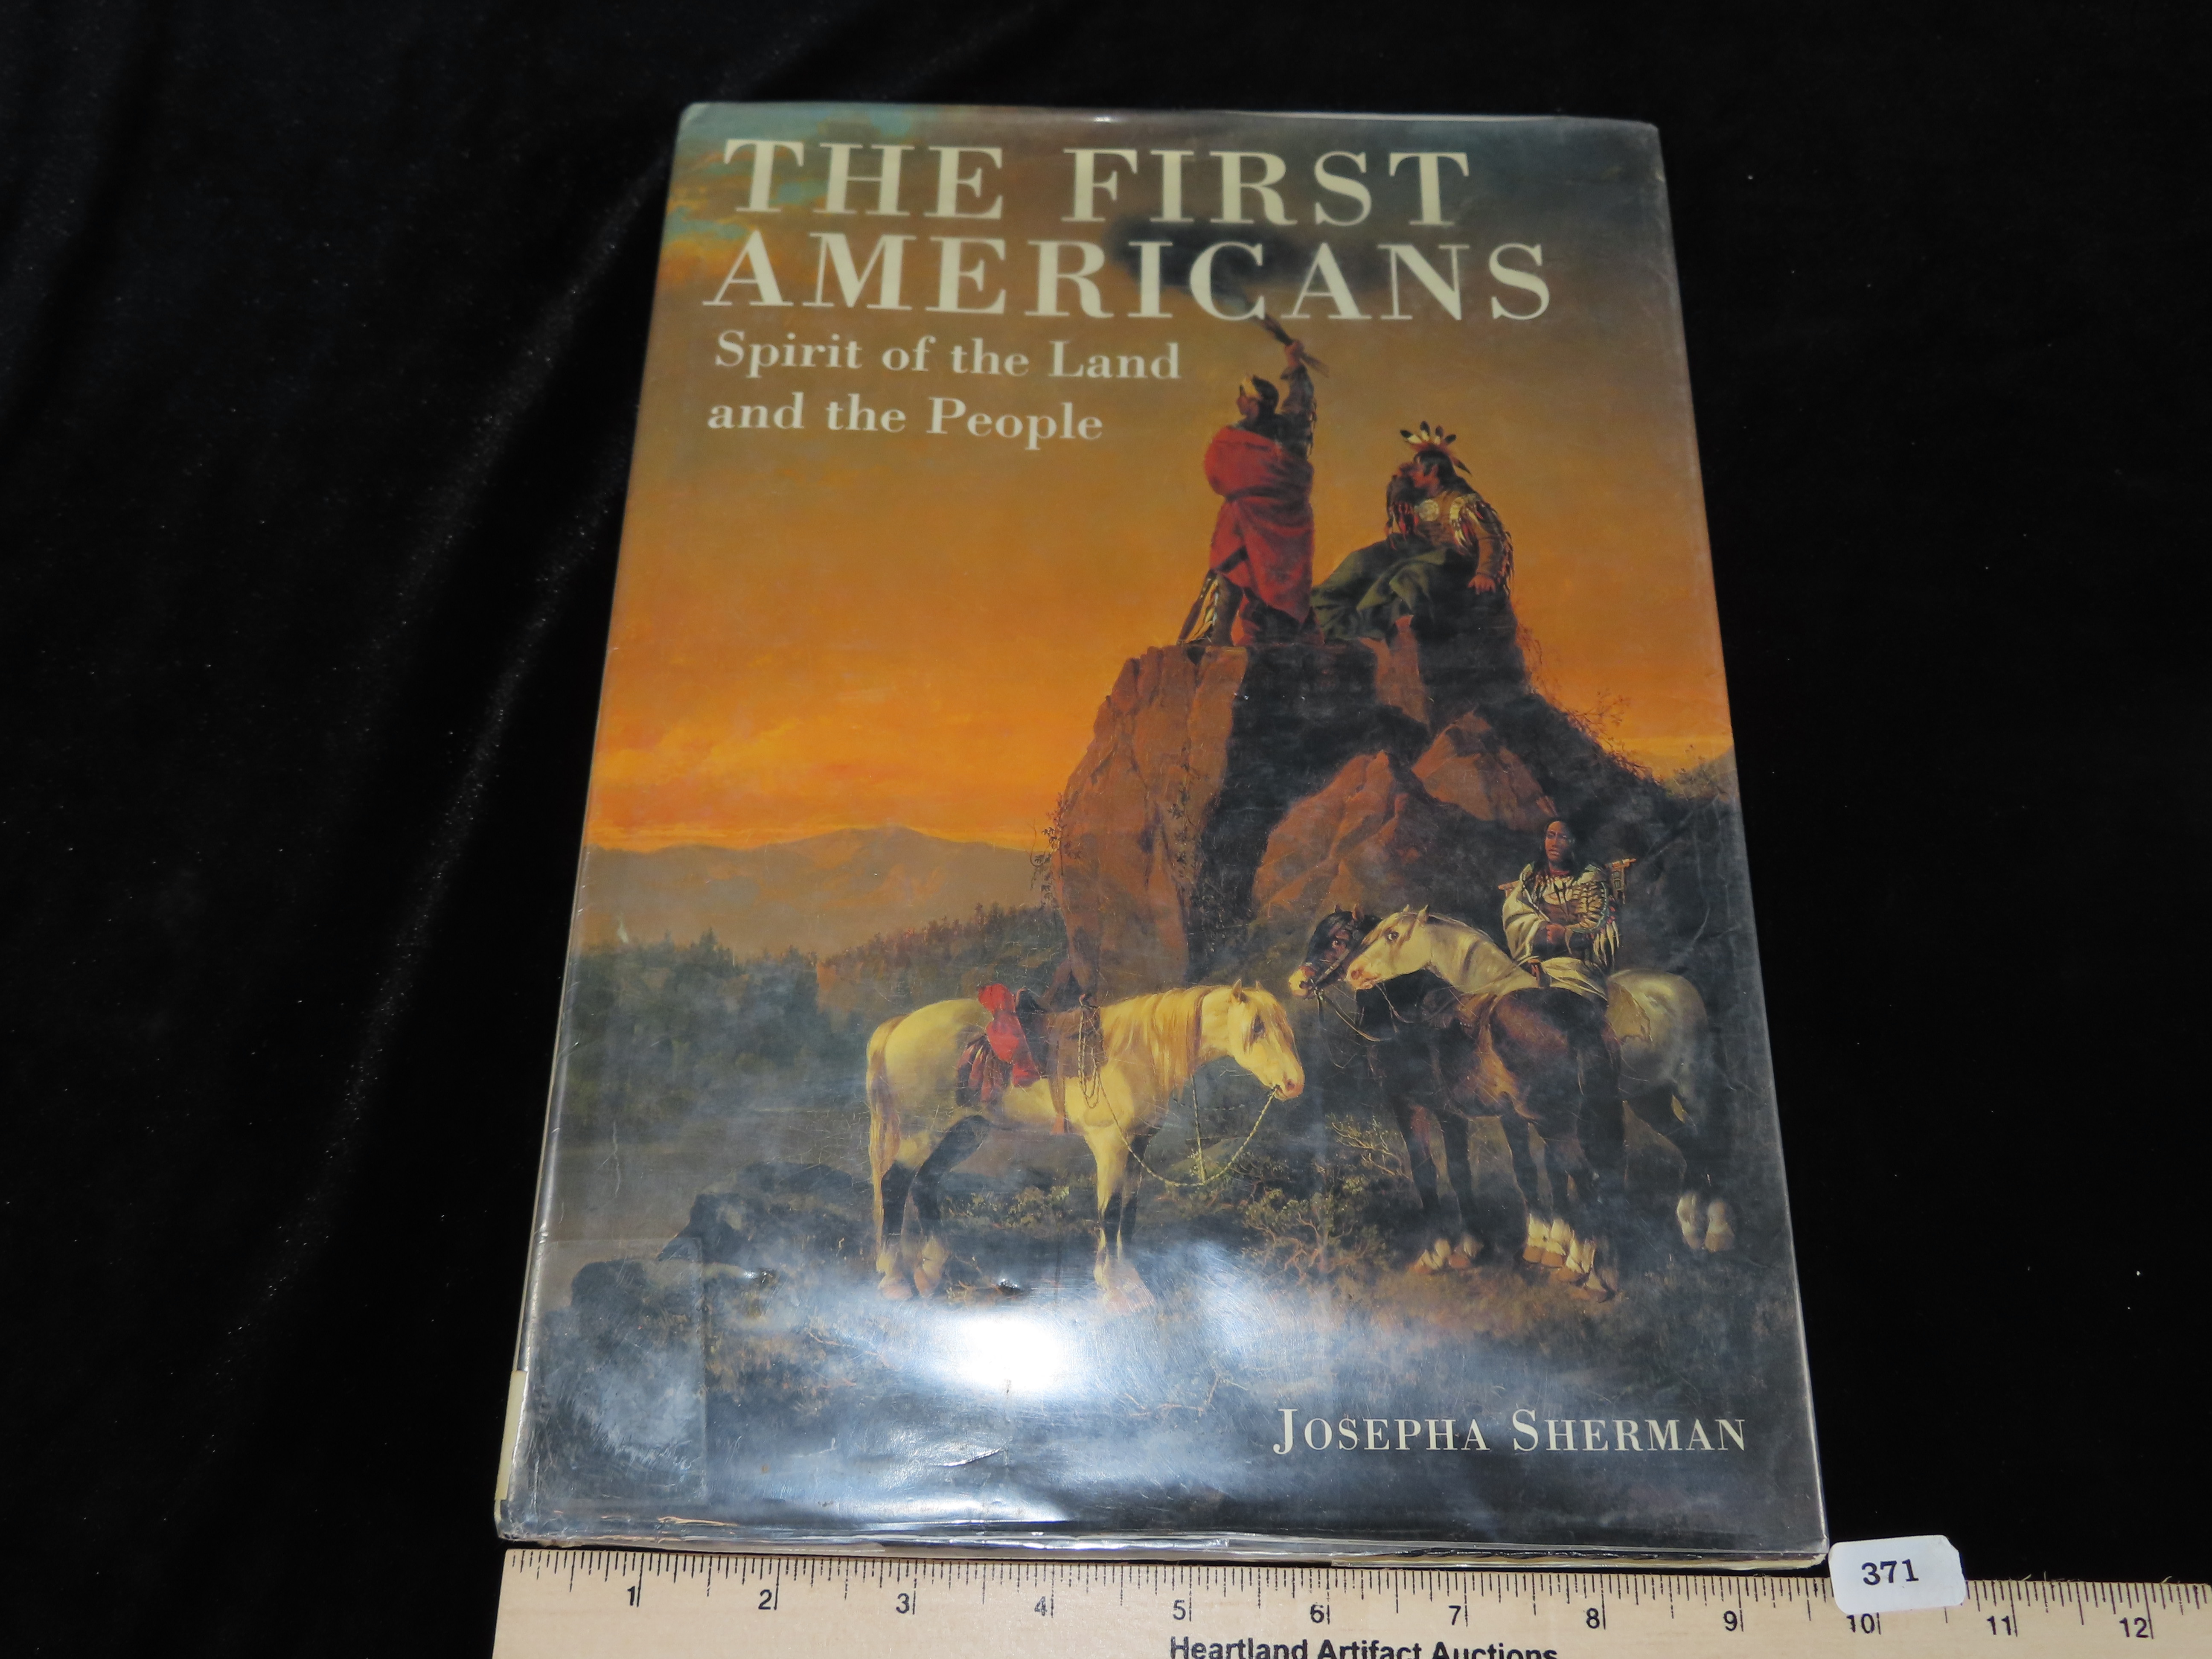 THE FIRST
AMERICANS
Spirit of the Land
and the People
JOSEPHA SHERMAN
371
1 2 3 4 5 6 7 8 9 10 11 12
Heartland Artifact Auctions